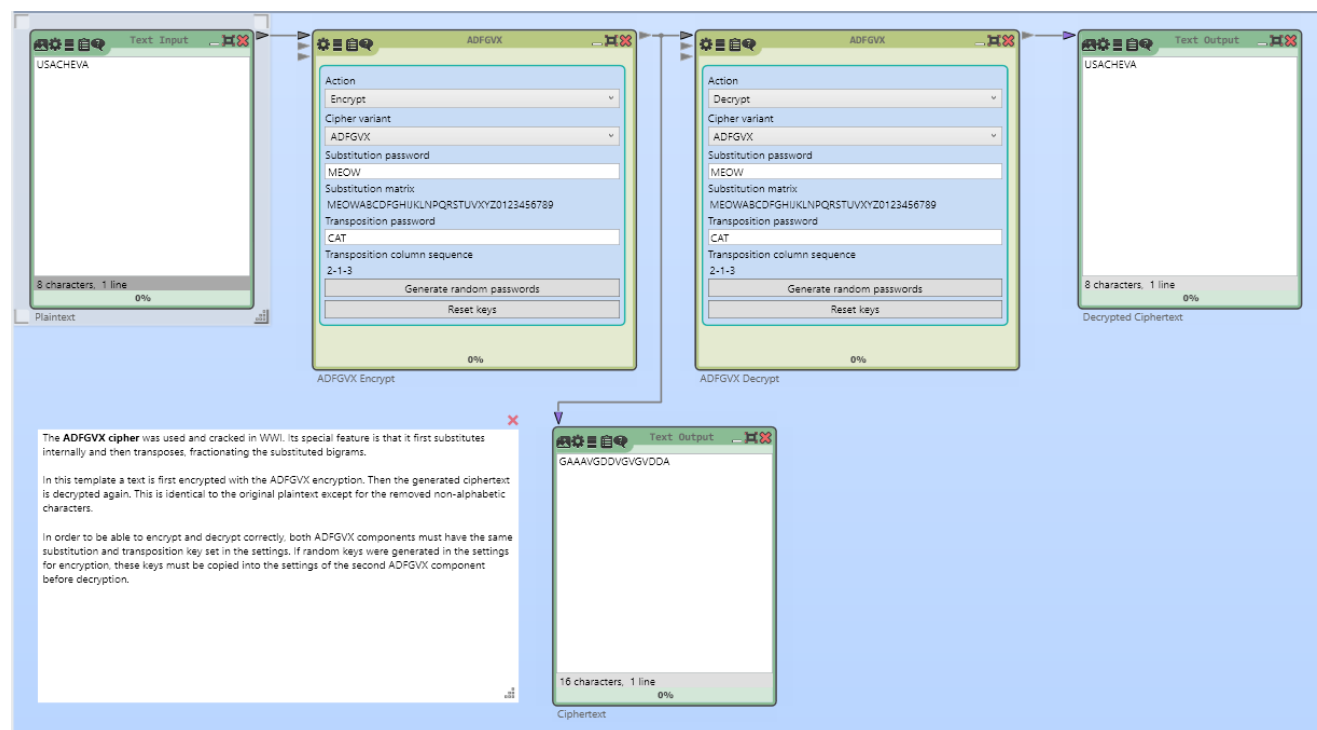 Text Input
USACHEVA
8 characters, 1 line
0%
Plaintext
ADFGVX
Action
Encrypt
Cipher variant
ADFGVX
Substitution password
MEOW
Substitution matrix
MEOWABCDFGHIJKLNPQRSTUVXYZ0123456789
Transposition password
CAT
Transposition column sequence
2-1-3
Generate random passwords
Reset keys
0%
ADFGVX Encrypt
ADFGVX
Action
Decrypt
Cipher variant
ADFGVX
Substitution password
MEOW
Substitution matrix
MEOWABCDFGHIJKLNPQRSTUVXYZ0123456789
Transposition password
CAT
Transposition column sequence
2-1-3
Generate random passwords
Reset keys
0%
ADFGVX Decrypt
Text Output
USACHEVA
8 characters, 1 line
0%
Decrypted Ciphertext
The ADFGVX cipher was used and cracked in WWI. Its special feature is that it first substitutes
internally and then transposes, fractionating the substituted bigrams.
In this template a text is first encrypted with the ADFGVX encryption. Then the generated ciphertext
is decrypted again. This is identical to the original plaintext except for the removed non-alphabetic
characters.
In order to be able to encrypt and decrypt correctly, both ADFGVX components must have the same
substitution and transposition key set in the settings. If random keys were generated in the settings
for encryption, these keys must be copied into the settings of the second ADFGVX component
before decryption.
Text Output
GAAAVGDDVGVGVDDA
16 characters, 1 line
0%
Ciphertext